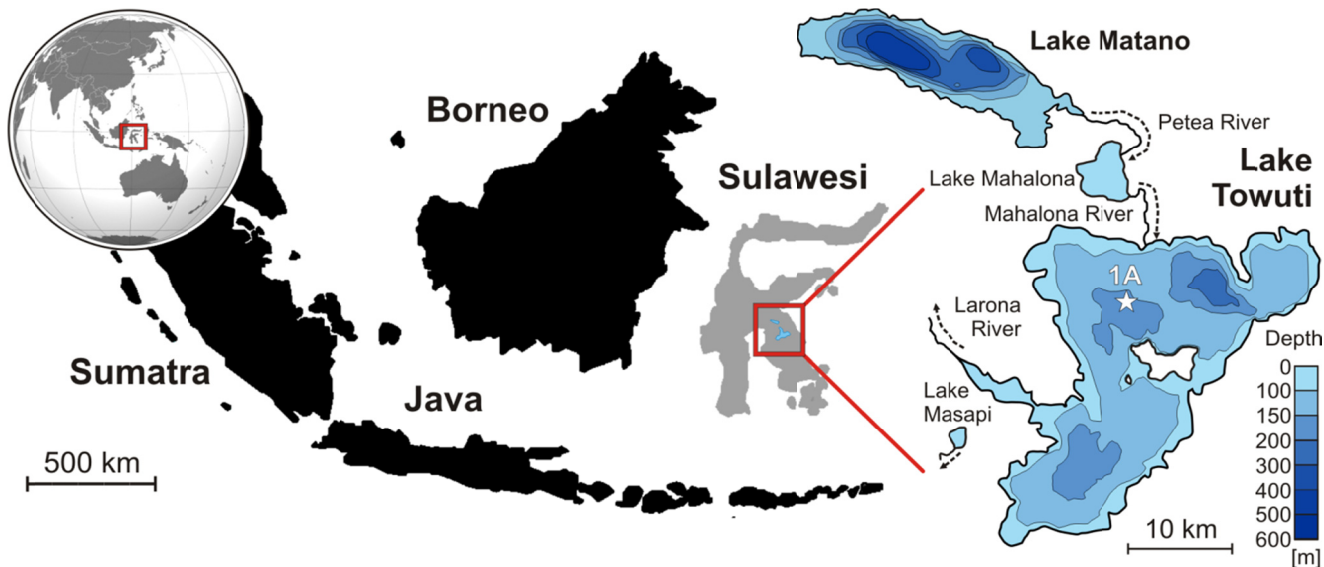 Borneo
Sulawesi
Sumatra
Java
500 km
Lake Matano
Petea River
Lake Mahalona
Mahalona River
Lake
Towuti
1A
Larona
River
Lake
Masapi
Depth
0
100
150
200
300
400
500
600
[m]
10 km